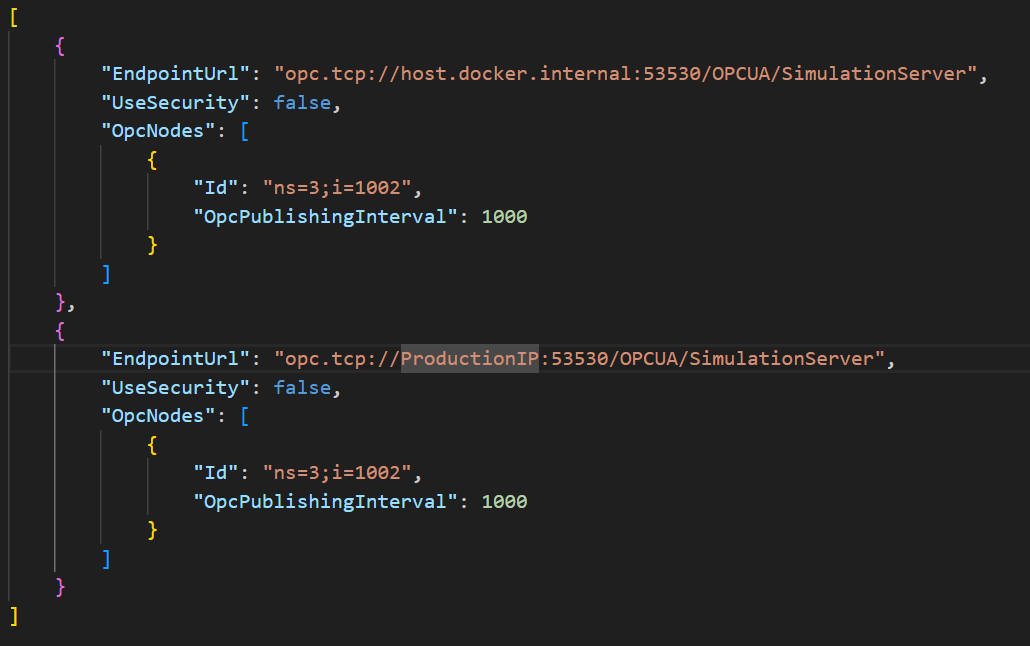 [
    {
        "EndpointUrl": "opc.tcp://host.docker.internal:53530/OPCUA/SimulationServer",
        "UseSecurity": false,
        "OpcNodes": [
            {
                "Id": "ns=3;i=1002",
                "OpcPublishingInterval": 1000
            }
        ]
    },
    {
        "EndpointUrl": "opc.tcp://ProductionIP:53530/OPCUA/SimulationServer",
        "UseSecurity": false,
        "OpcNodes": [
            {
                "Id": "ns=3;i=1002",
                "OpcPublishingInterval": 1000
            }
        ]
    }
]